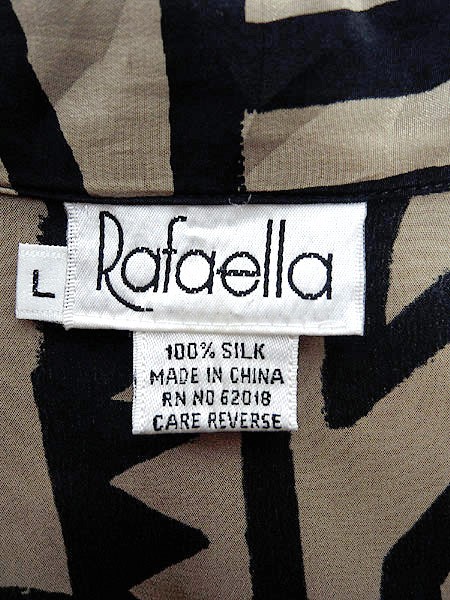 Rafaella
L
100% SILK
MADE IN CHINA
RN NO 62018
CARE REVERSE